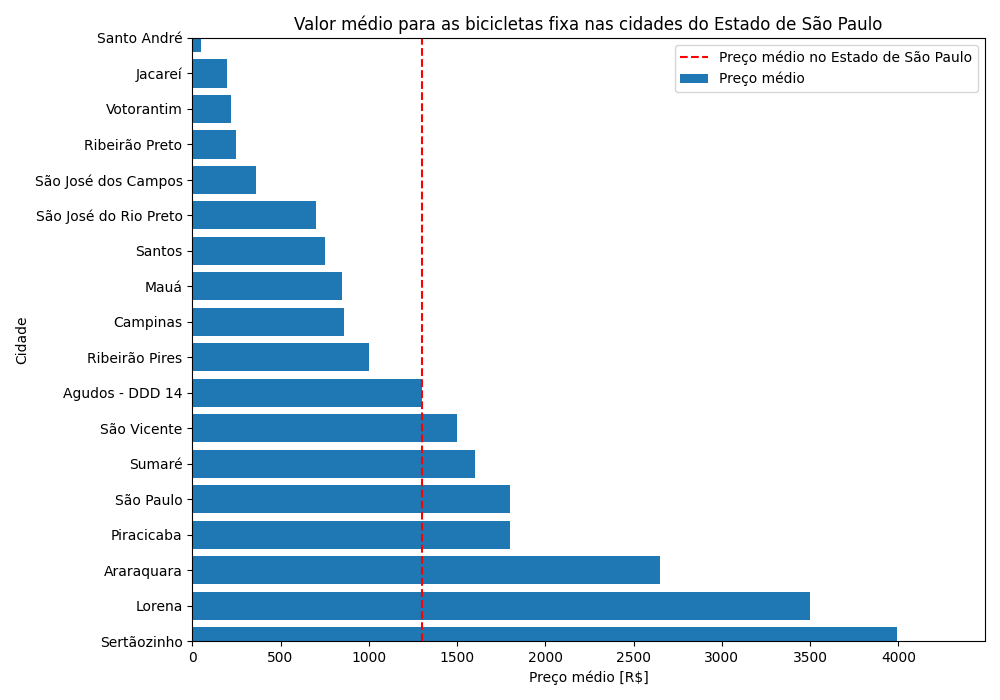 Valor médio para as bicicletas fixa nas cidades do Estado de São Paulo
Preço médio no Estado de São Paulo
Preço médio
Cidade
Santo André
Jacareí
Votorantim
Ribeirão Preto
São José dos Campos
São José do Rio Preto
Santos
Mauá
Campinas
Ribeirão Pires
Agudos - DDD 14
São Vicente
Sumaré
São Paulo
Piracicaba
Araraquara
Lorena
Sertãozinho
0 500 1000 1500 2000 2500 3000 3500 4000
Preço médio [R$]